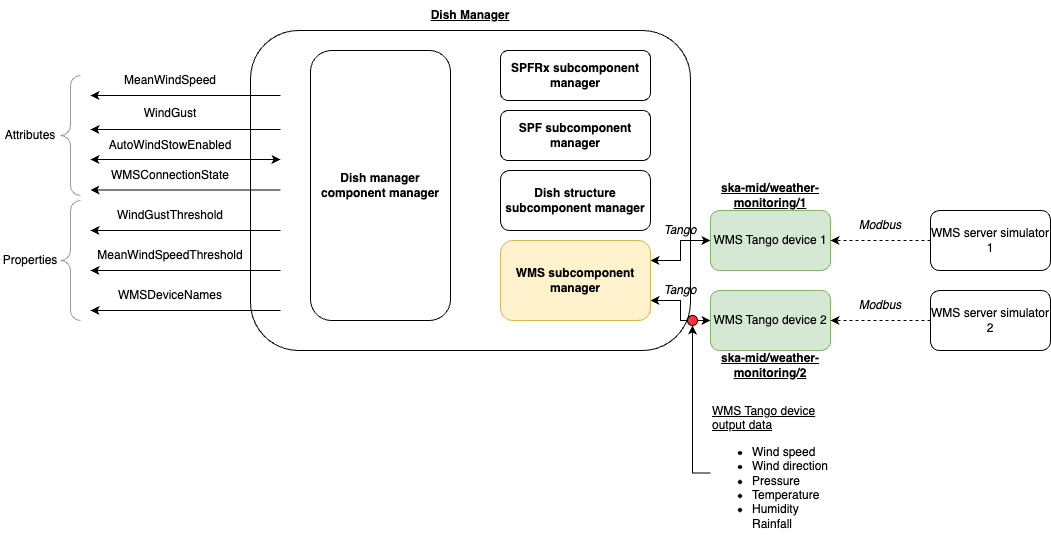 Dish Manager
MeanWindSpeed
WindGust
Attributes
AutoWindStowEnabled
WMSConnectionState
WindGustThreshold
Properties
MeanWindSpeedThreshold
WMSDeviceNames
Dish manager
component manager
SPFRx subcomponent
manager
SPF subcomponent
manager
Dish structure
subcomponent manager
WMS subcomponent
manager
Tango
Tango
ska-mid/weather-
monitoring/1
WMS Tango device 1
Modbus
WMS server simulator
1
WMS Tango device 2
Modbus
WMS server simulator
2
ska-mid/weather-
monitoring/2
WMS Tango device
output data
• Wind speed
• Wind direction
• Pressure
• Temperature
• Humidity
Rainfall